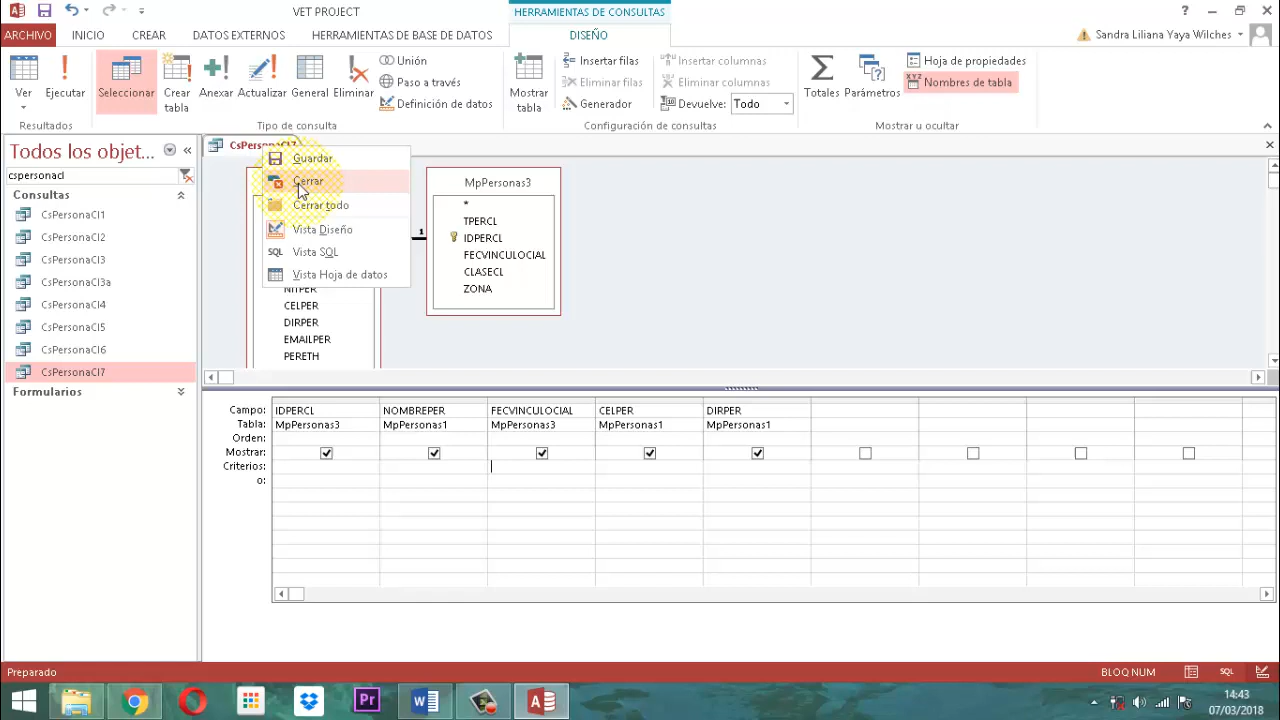 VET PROJECT
HERRAMIENTAS DE CONSULTAS
?
ARCHIVO
INICIO
CREAR
DATOS EXTERNOS
HERRAMIENTAS DE BASE DE DATOS
DISEÑO
Sandra Liliana Yaya Wilches
Ver
Ejecutar
Seleccionar
Crear tabla
Anexar
Actualizar
General
Eliminar
Unión
Paso a través
Definición de datos
Mostrar tabla
Insertar filas
Eliminar filas
Generador
Insertar columnas
Eliminar columnas
Devuelve: Todo
Totales
Parámetros
Hoja de propiedades
Nombres de tabla
Resultados
Tipo de consulta
Configuración de consultas
Mostrar u ocultar
Todos los objet... «
cspersonacl
Consultas
CsPersonaCl1
CsPersonaCl2
CsPersonaCl3
CsPersonaCl3a
CsPersonaCl4
CsPersonaCl5
CsPersonaCl6
CsPersonaCl7
Formularios
CsPersonaCl7
Guardar
Cerrar
Cerrar todo
Vista Diseño
SQL Vista SQL
Vista Hoja de datos
NITPER
CELPER
DIRPER
EMAILPER
PERETH
1
MpPersonas3
*
TPERCL
IDPERCL
FECVINCULOCIAL
CLASECL
ZONA
Campo: IDPERCL NOMBREPER FECVINCULOCIAL CELPER DIRPER
Tabla: MpPersonas3 MpPersonas1 MpPersonas3 MpPersonas1 MpPersonas1
Orden:
Mostrar:
Criterios:
o:
Preparado
BLOQ NUM
SQL
Pr
14:43
07/03/2018